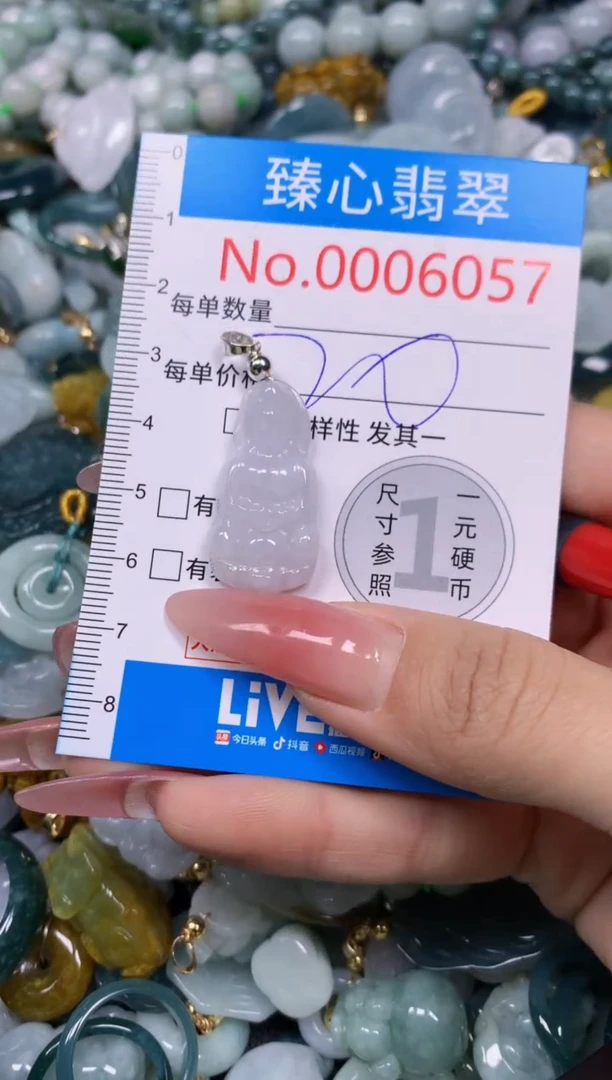 臻心翡翠
No.0006057
每单数量
每单价格
20
样性 发其一
有
有
尺寸参照
1
一元硬币
LiVE
今日头条 抖音 西瓜视频
0
1
2
3
4
5
6
7
8